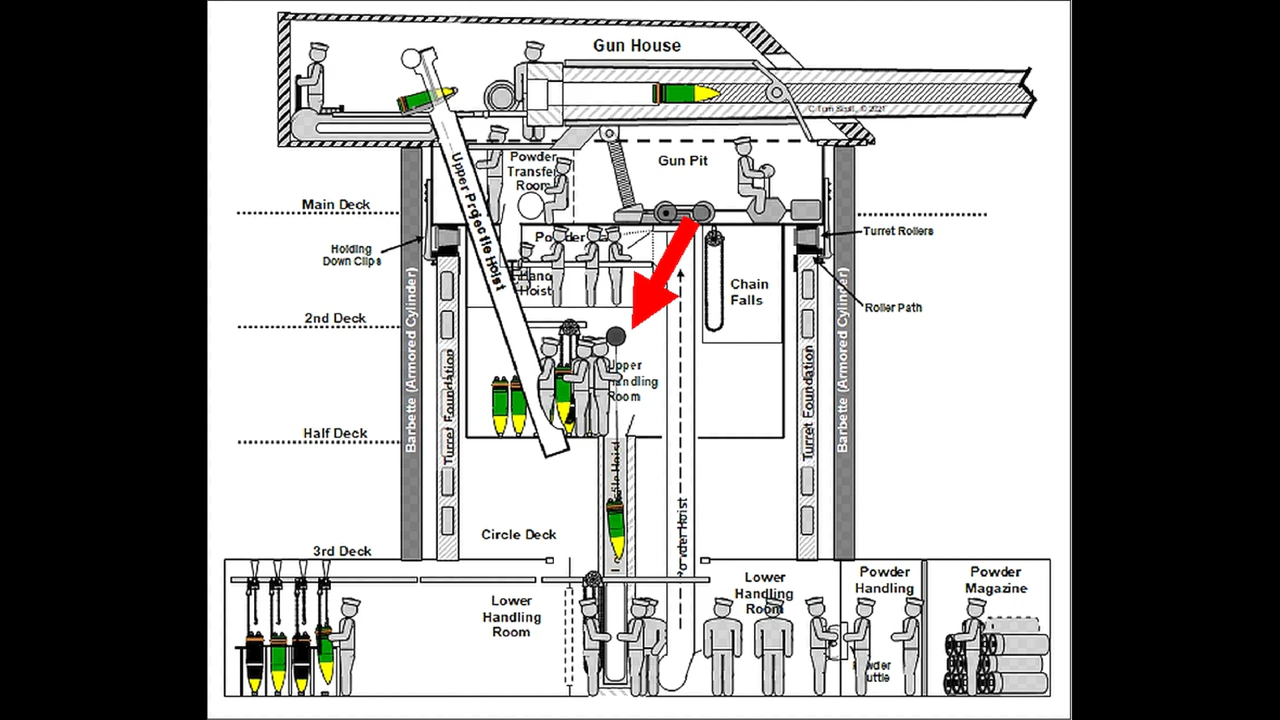 Gun House
C Tom Scott, © 2021
Powder
Transfer
Room
Gun Pit
Upper Projectile Hoist
Main Deck
Turret Rollers
Holding
Down Clips
Powder
Hand
Hoist
Chain
Falls
Roller Path
2nd Deck
Barbette (Armored Cylinder)
Turret Foundation
Turret Foundation
Barbette (Armored Cylinder)
Upper
Handling
Room
Half Deck
Hoist
Powder Hoist
Circle Deck
3rd Deck
Lower
Handling
Room
Lower
Handling
Room
Powder
Handling
Powder
Magazine